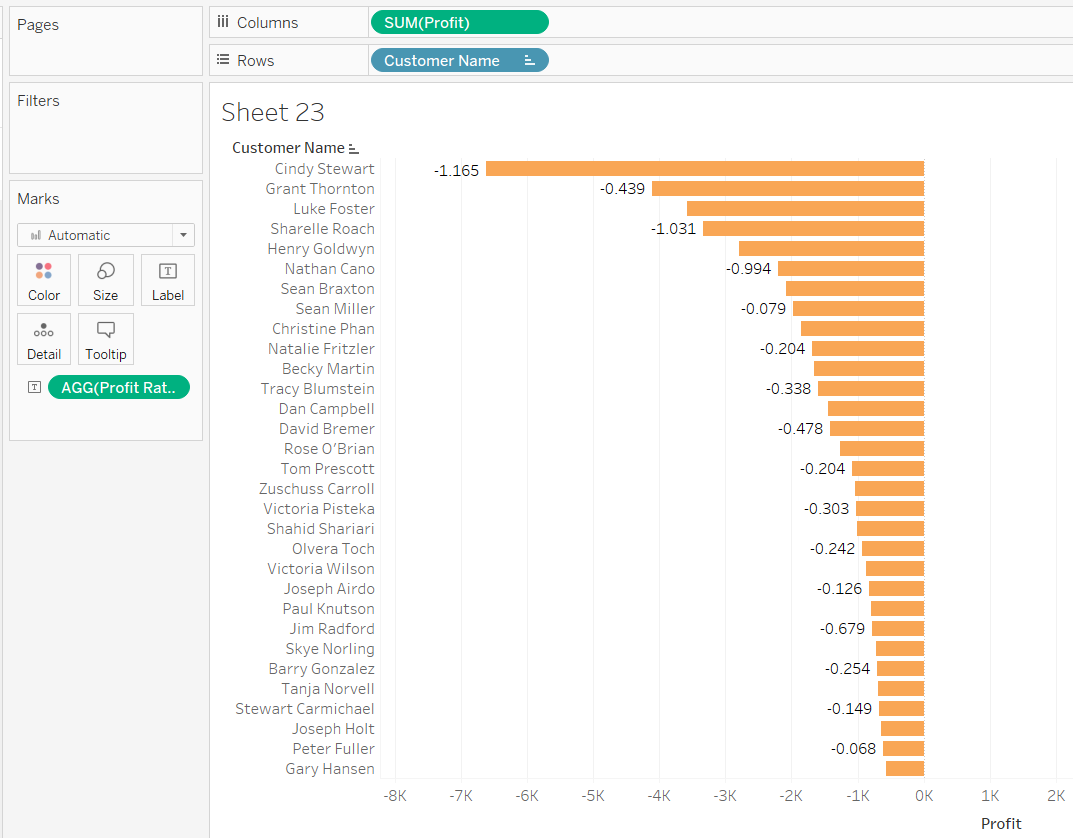 Pages
Columns
SUM(Profit)
Rows
Customer Name
Filters
Marks
Automatic
Color
Size
Label
Detail
Tooltip
AGG(Profit Rat..
Sheet 23
Customer Name
Cindy Stewart -1.165
Grant Thornton -0.439
Luke Foster
Sharelle Roach -1.031
Henry Goldwyn
Nathan Cano -0.994
Sean Braxton
Sean Miller -0.079
Christine Phan
Natalie Fritzler -0.204
Becky Martin
Tracy Blumstein -0.338
Dan Campbell
David Bremer -0.478
Rose O’Brian
Tom Prescott -0.204
Zuschuss Carroll
Victoria Pisteka -0.303
Shahid Shariari
Olvera Toch -0.242
Victoria Wilson
Joseph Airdo -0.126
Paul Knutson
Jim Radford -0.679
Skye Norling
Barry Gonzalez -0.254
Tanja Norvell
Stewart Carmichael -0.149
Joseph Holt
Peter Fuller -0.068
Gary Hansen
-8K -7K -6K -5K -4K -3K -2K -1K 0K 1K 2K
Profit